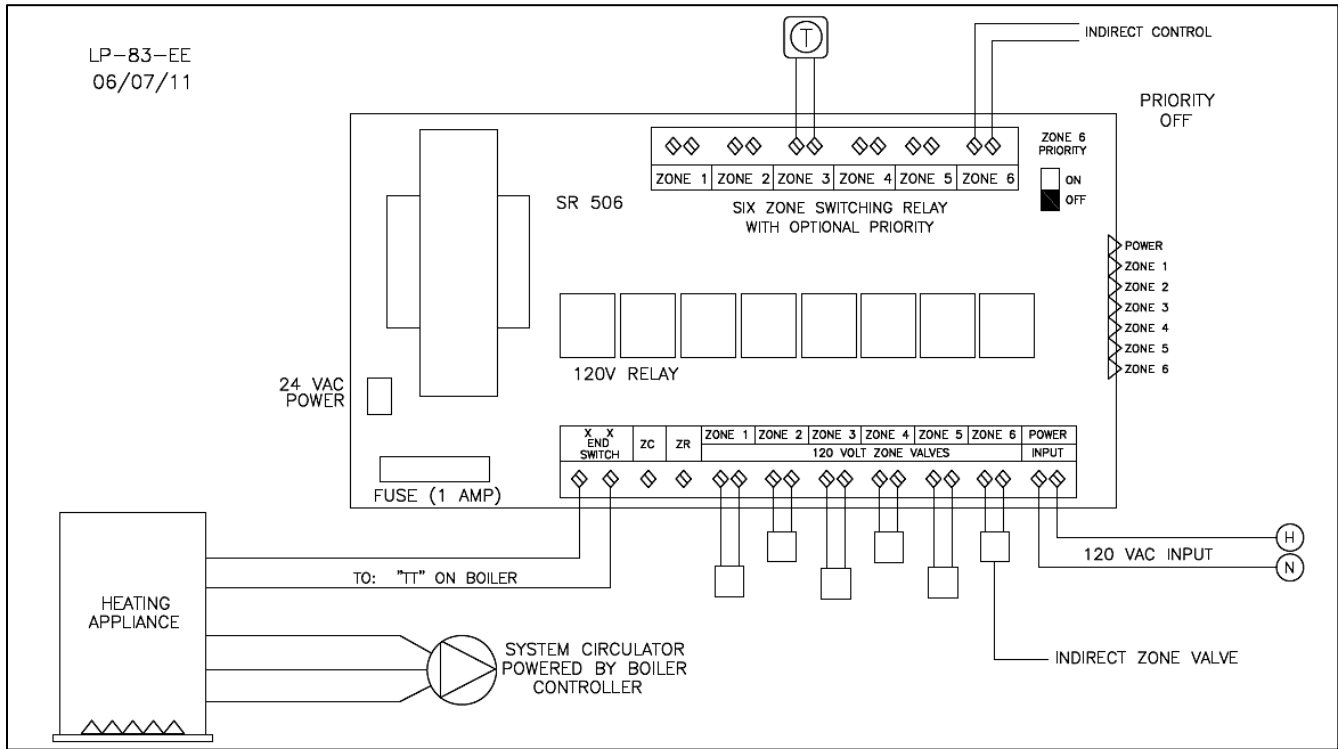 LP-83-EE
06/07/11
T
INDIRECT CONTROL
PRIORITY
OFF
ZONE 6
PRIORITY
ON
OFF
ZONE 1 ZONE 2 ZONE 3 ZONE 4 ZONE 5 ZONE 6
SR 506
SIX ZONE SWITCHING RELAY
WITH OPTIONAL PRIORITY
POWER
ZONE 1
ZONE 2
ZONE 3
ZONE 4
ZONE 5
ZONE 6
120V RELAY
24 VAC
POWER
FUSE (1 AMP)
X X
END
SWITCH
ZC
ZR
ZONE 1 ZONE 2 ZONE 3 ZONE 4 ZONE 5 ZONE 6
120 VOLT ZONE VALVES
POWER
INPUT
120 VAC INPUT
H
N
TO: "TT" ON BOILER
HEATING
APPLIANCE
SYSTEM CIRCULATOR
POWERED BY BOILER
CONTROLLER
INDIRECT ZONE VALVE